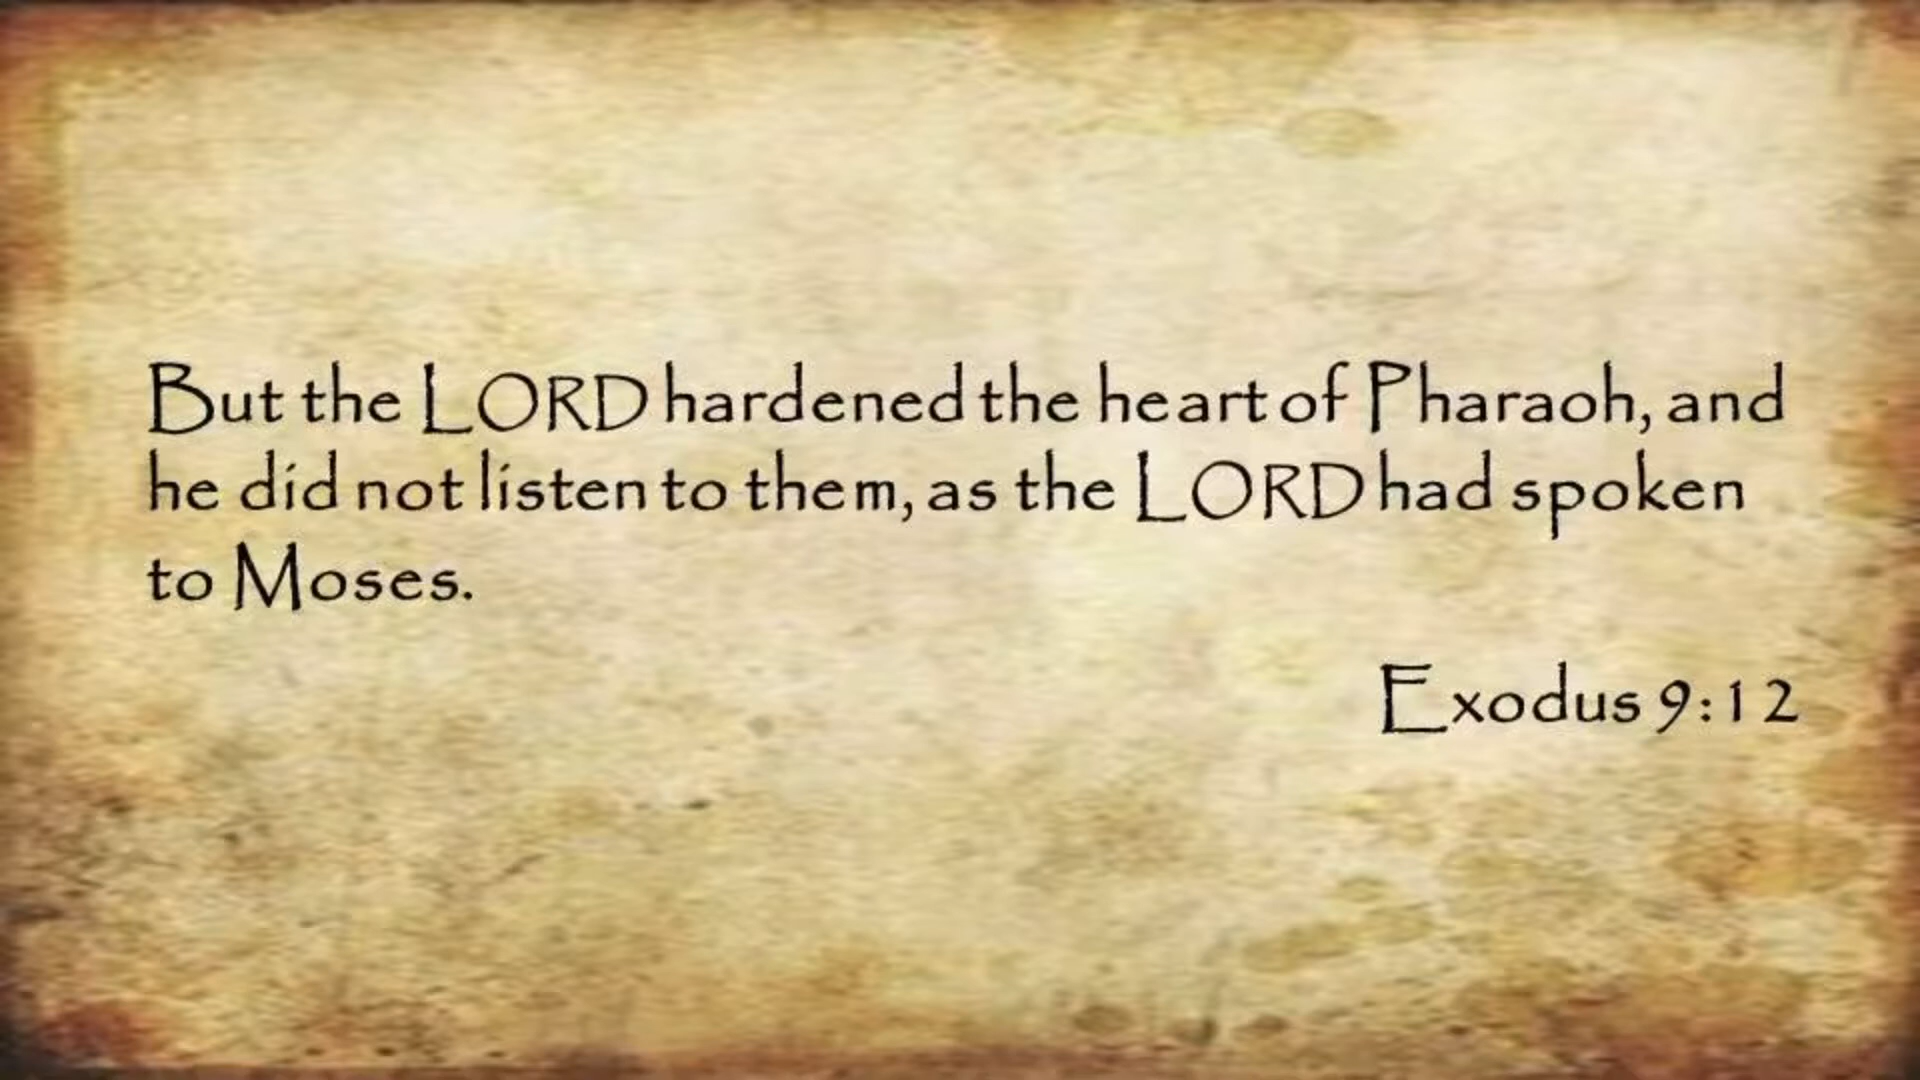 But the LORD hardened the heart of Pharaoh, and
he did not listen to them, as the LORD had spoken
to Moses.
Exodus 9:12